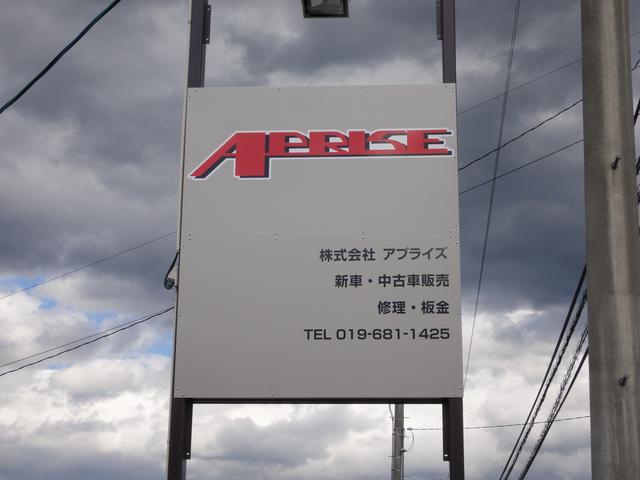 APRISE
株式会社 アプライズ
新車・中古車販売
修理・板金
TEL 019-681-1425